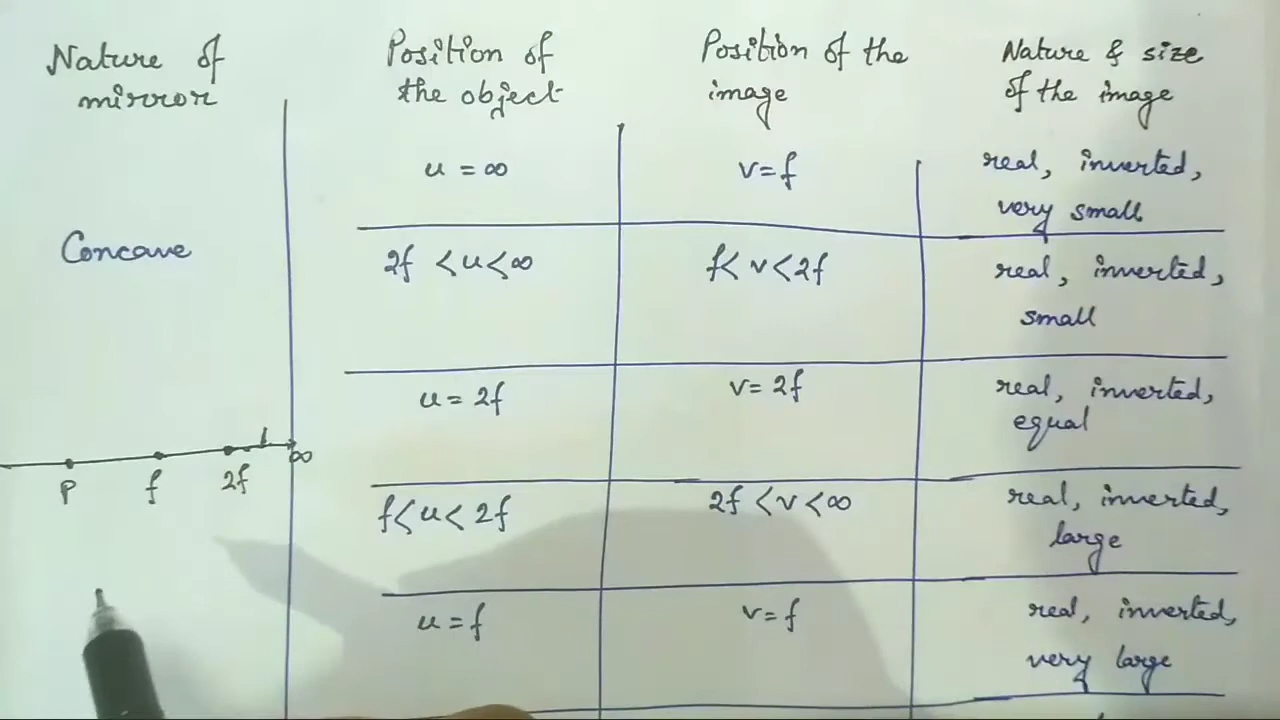 Nature of
mirror
Position of
the object
Position of the
image
Nature & size
of the image
Concave
u = ∞
v = f
real, inverted,
very small
2f < u < ∞
f < v < 2f
real, inverted,
small
u = 2f
v = 2f
real, inverted,
equal
P f 2f ∞
f < u < 2f
2f < v < ∞
real, inverted,
large
u = f
v = f
real, inverted,
very large